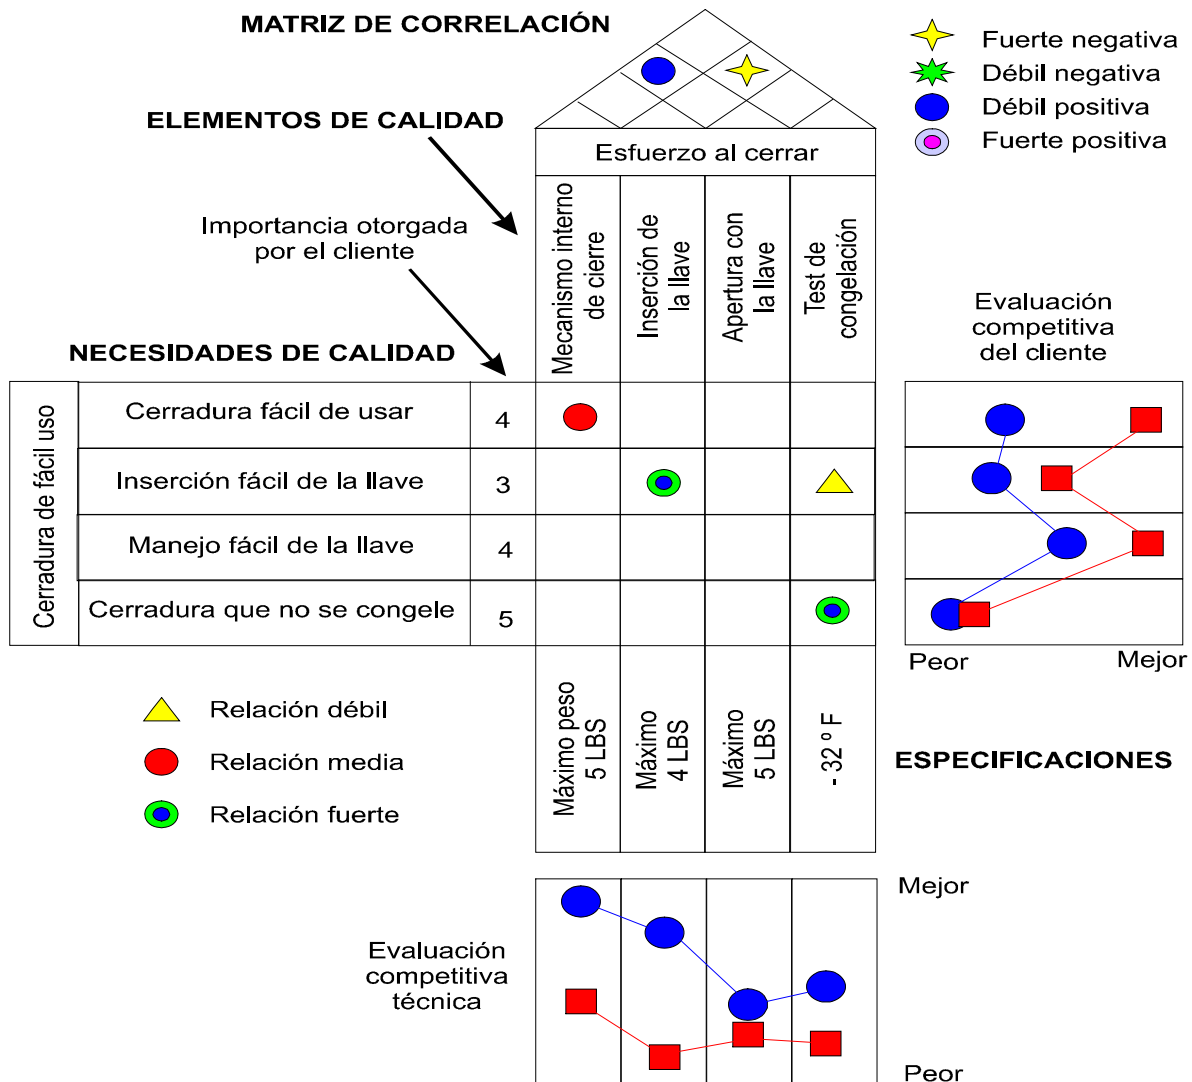 MATRIZ DE CORRELACIÓN
Fuerte negativa
Débil negativa
Débil positiva
Fuerte positiva
ELEMENTOS DE CALIDAD
Esfuerzo al cerrar
Importancia otorgada
por el cliente
Mecanismo interno
de cierre
Inserción de
la llave
Apertura con
la llave
Test de
congelación
Evaluación
competitiva
del cliente
NECESIDADES DE CALIDAD
Cerradura de fácil uso
Cerradura fácil de usar
4
Inserción fácil de la llave
3
Manejo fácil de la llave
4
Cerradura que no se congele
5
Peor
Mejor
Relación débil
Relación media
Relación fuerte
Máximo peso
5 LBS
Máximo
4 LBS
Máximo
5 LBS
- 32 º F
ESPECIFICACIONES
Mejor
Evaluación
competitiva
técnica
Peor